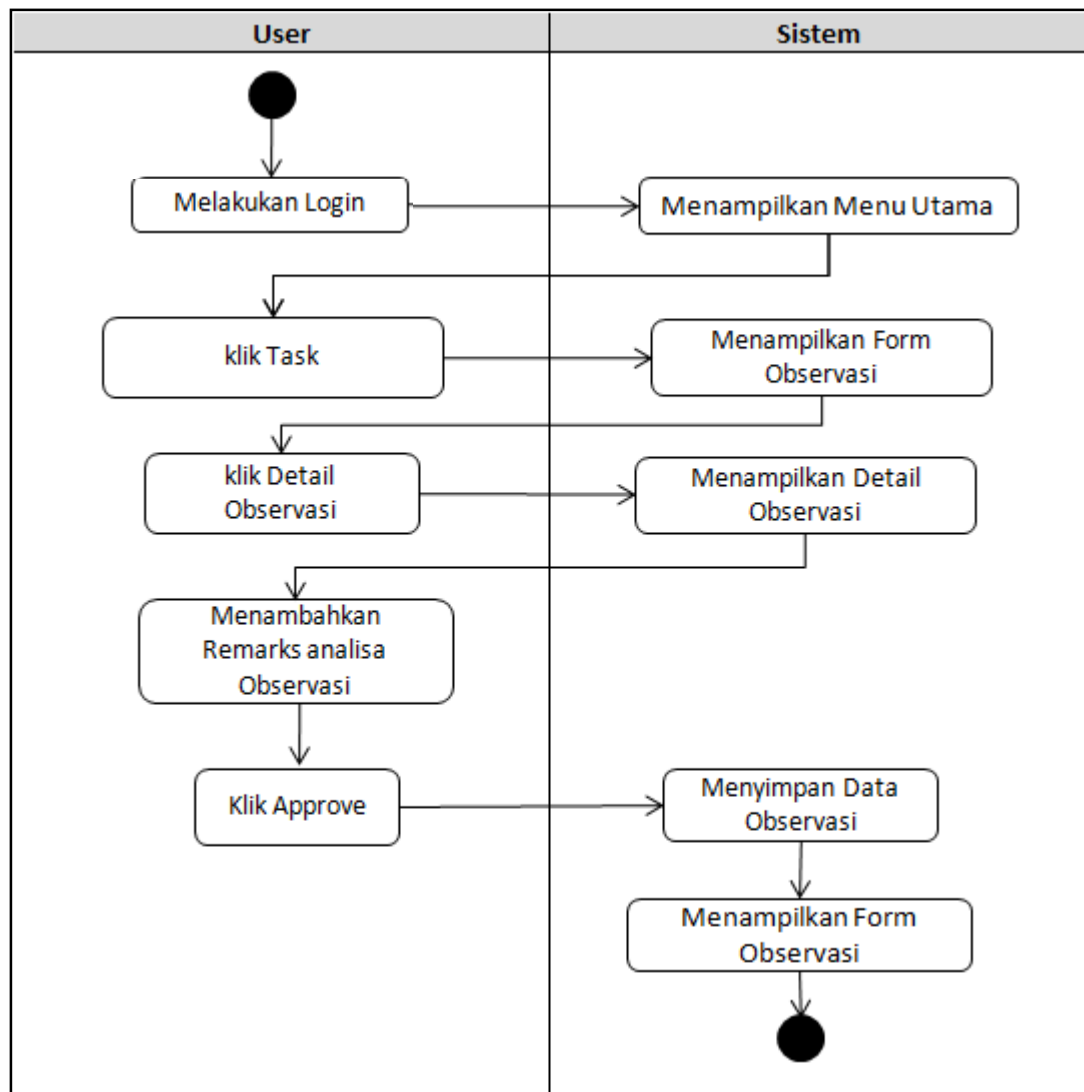 User
Sistem
Melakukan Login
Menampilkan Menu Utama
klik Task
Menampilkan Form
Observasi
klik Detail
Observasi
Menampilkan Detail
Observasi
Menambahkan
Remarks analisa
Observasi
Klik Approve
Menyimpan Data
Observasi
Menampilkan Form
Observasi